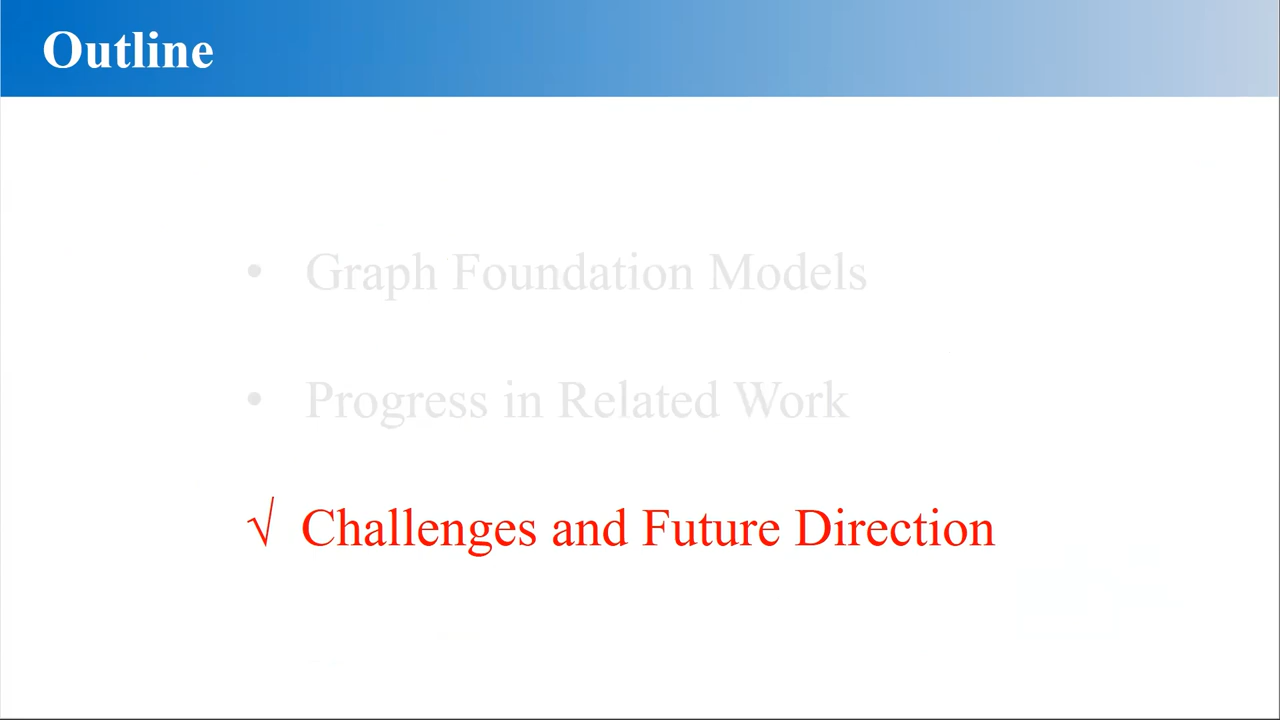 Outline
• Graph Foundation Models
• Progress in Related Work
√ Challenges and Future Direction